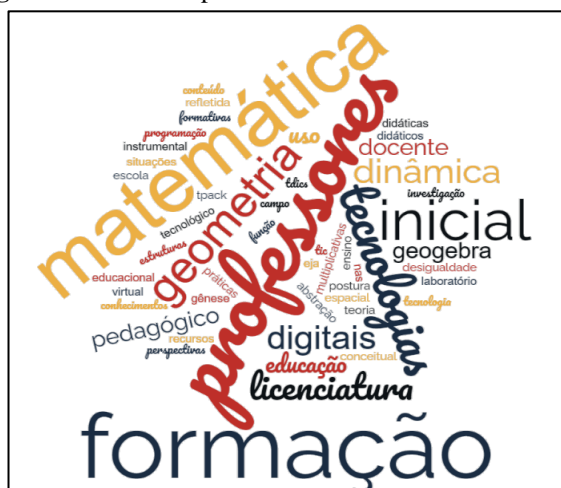 matemática
professores
formação
conteúdo
refletida
formativas
programação
instrumental
situações
escola
tpack
tecnológico
estruturas
educacional
virtual
conhecimentos
práticas
gênese
pedagógico
recursos
perspectivas
geometria
uso
tdics
campo
função
didáticas
didáticos
docente
dinâmica
investigação
tecnologias
inicial
geogebra
desigualdade
laboratório
tecnologia
tic
eja
multiplicativas
ensino
nas
abstração
postura
espacial
teoria
digitais
conceitual
educação
licenciatura